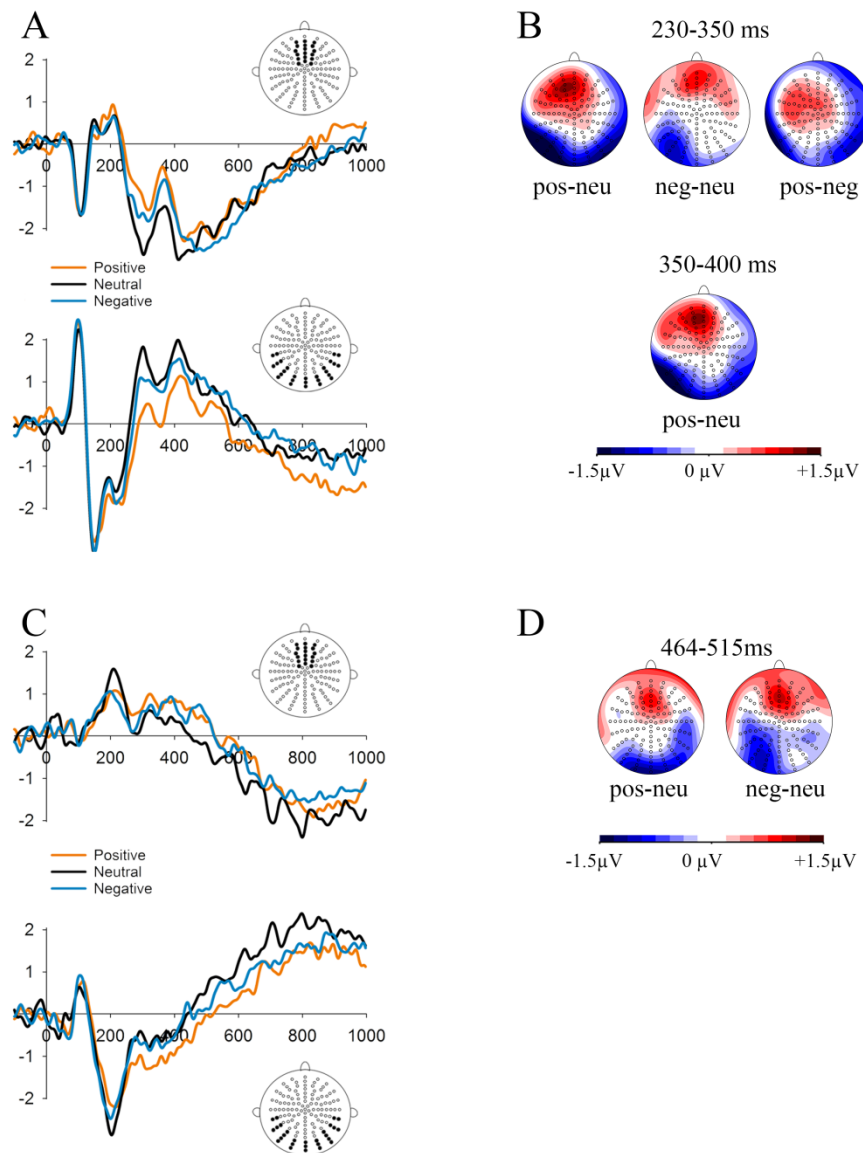 A
2
1
0
-1
-2
0 200 400 600 800 1000
Positive
Neutral
Negative
2
1
0
-1
-2
0 200 400 600 800 1000
B
230-350 ms
pos-neu neg-neu pos-neg
350-400 ms
pos-neu
-1.5µV 0 µV +1.5µV
C
2
1
0
-1
-2
0 200 400 600 800 1000
Positive
Neutral
Negative
2
1
0
-1
-2
0 200 400 600 800 1000
D
464-515ms
pos-neu neg-neu
-1.5µV 0 µV +1.5µV